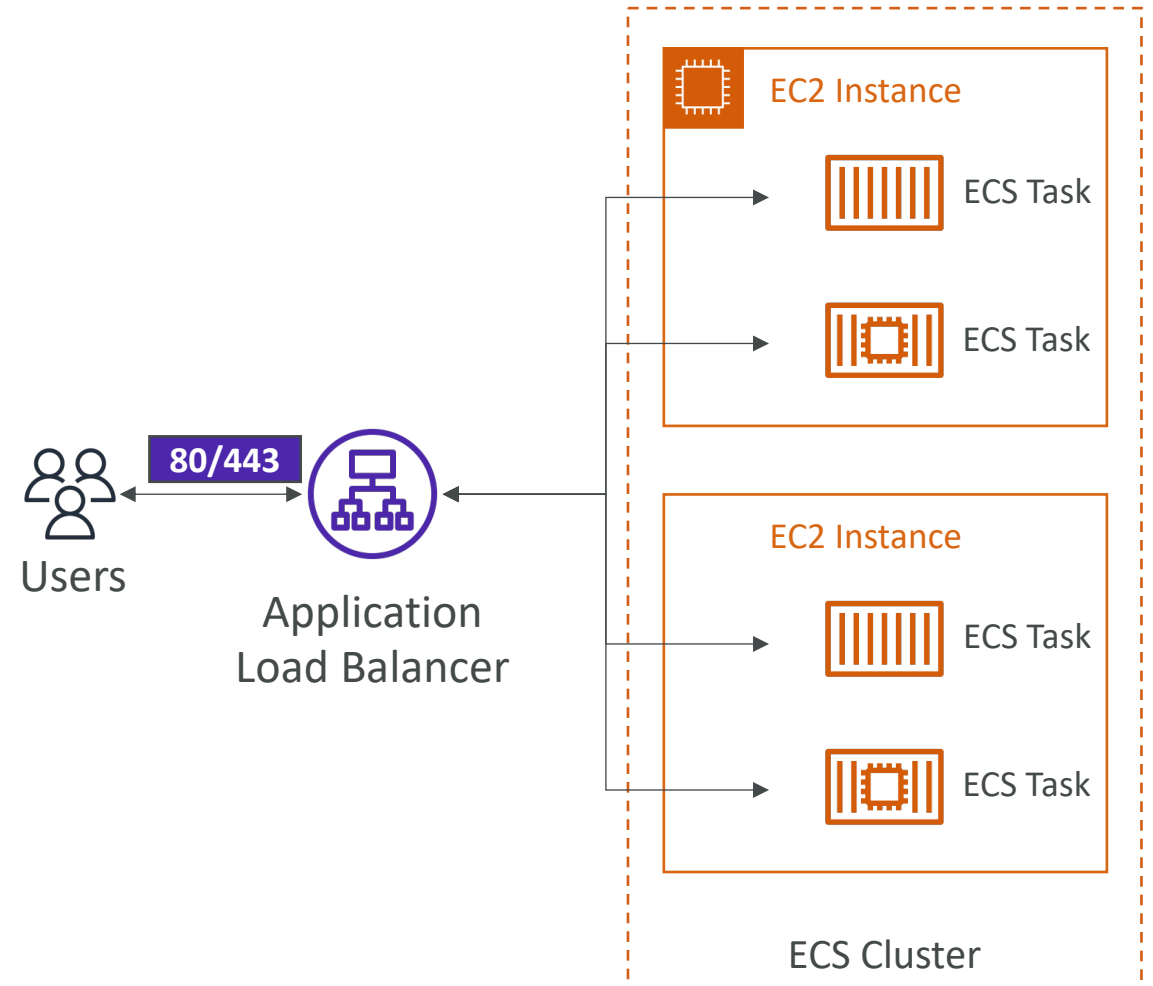 EC2 Instance
ECS Task
ECS Task
80/443
Users
Application
Load Balancer
EC2 Instance
ECS Task
ECS Task
ECS Cluster